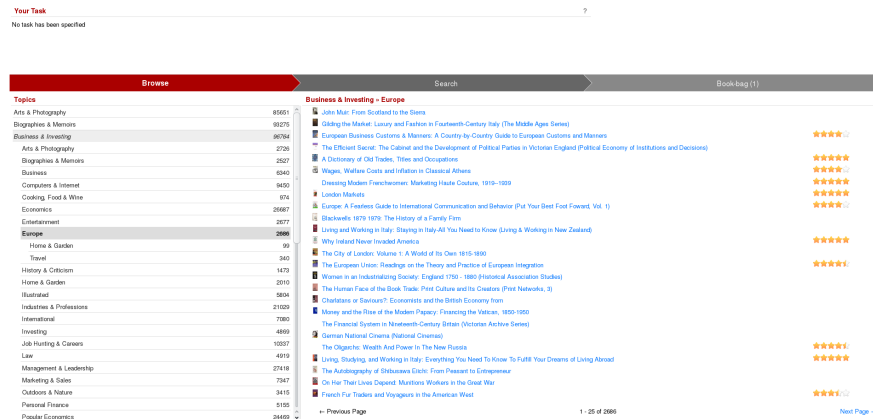 Your Task ?
No task has been specified
Browse Search Book-bag (1)
Topics
Arts & Photography 85651
Biographies & Memoirs 93275
Business & Investing 96764
Arts & Photography 2726
Biographies & Memoirs 2527
Business 6340
Computers & Internet 9450
Cooking, Food & Wine 974
Economics 26687
Entertainment 2677
Europe 2686
Home & Garden 99
Travel 340
History & Criticism 1473
Home & Garden 2010
Illustrated 5804
Industries & Professions 21029
International 7080
Investing 4869
Job Hunting & Careers 10337
Law 4919
Management & Leadership 27418
Marketing & Sales 7347
Outdoors & Nature 3415
Personal Finance 5155
Popular Economics 24469
Business & Investing » Europe
John Muir: From Scotland to the Sierra
Gilding the Market: Luxury and Fashion in Fourteenth-Century Italy (The Middle Ages Series)
European Business Customs & Manners: A Country-by-Country Guide to European Customs and Manners
The Efficient Secret: The Cabinet and the Development of Political Parties in Victorian England (Political Economy of Institutions and Decisions)
A Dictionary of Old Trades, Titles and Occupations
Wages, Welfare Costs and Inflation in Classical Athens
Dressing Modern Frenchwomen: Marketing Haute Couture, 1919–1939
London Markets
Europe: A Fearless Guide to International Communication and Behavior (Put Your Best Foot Foward, Vol. 1)
Blackwells 1879 1979: The History of a Family Firm
Living and Working in Italy: Staying in Italy-All You Need to Know (Living & Working in New Zealand)
Why Ireland Never Invaded America
The City of London: Volume 1: A World of Its Own 1815-1890
The European Union: Readings on the Theory and Practice of European Integration
Women in an Industrializing Society: England 1750 - 1880 (Historical Association Studies)
The Human Face of the Book Trade: Print Culture and Its Creators (Print Networks, 3)
Charlatans or Saviours?: Economists and the British Economy from
Money and the Rise of the Modern Papacy: Financing the Vatican, 1850-1950
The Financial System in Nineteenth-Century Britain (Victorian Archive Series)
German National Cinema (National Cinemas)
The Oligarchs: Wealth And Power In The New Russia
Living, Studying, and Working in Italy: Everything You Need To Know To Fulfill Your Dreams of Living Abroad
The Autobiography of Shibusawa Eiichi: From Peasant to Entrepreneur
On Her Their Lives Depend: Munitions Workers in the Great War
French Fur Traders and Voyageurs in the American West
← Previous Page 1 - 25 of 2686 Next Page